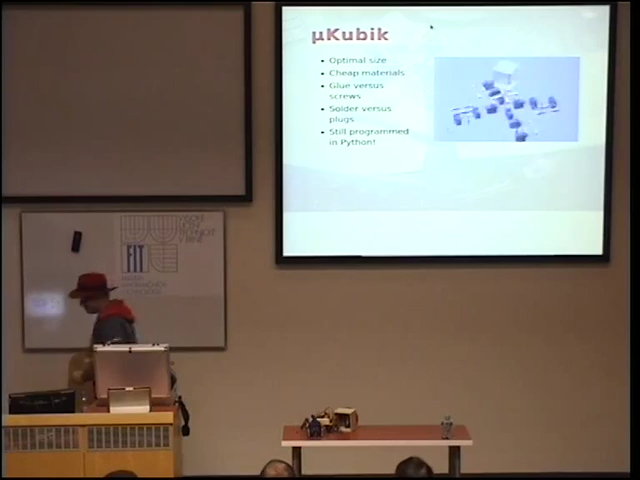 µKubik
• Optimal size
• Cheap materials
• Glue versus
screws
• Solder versus
plugs
• Still programmed
in Python!
FIT